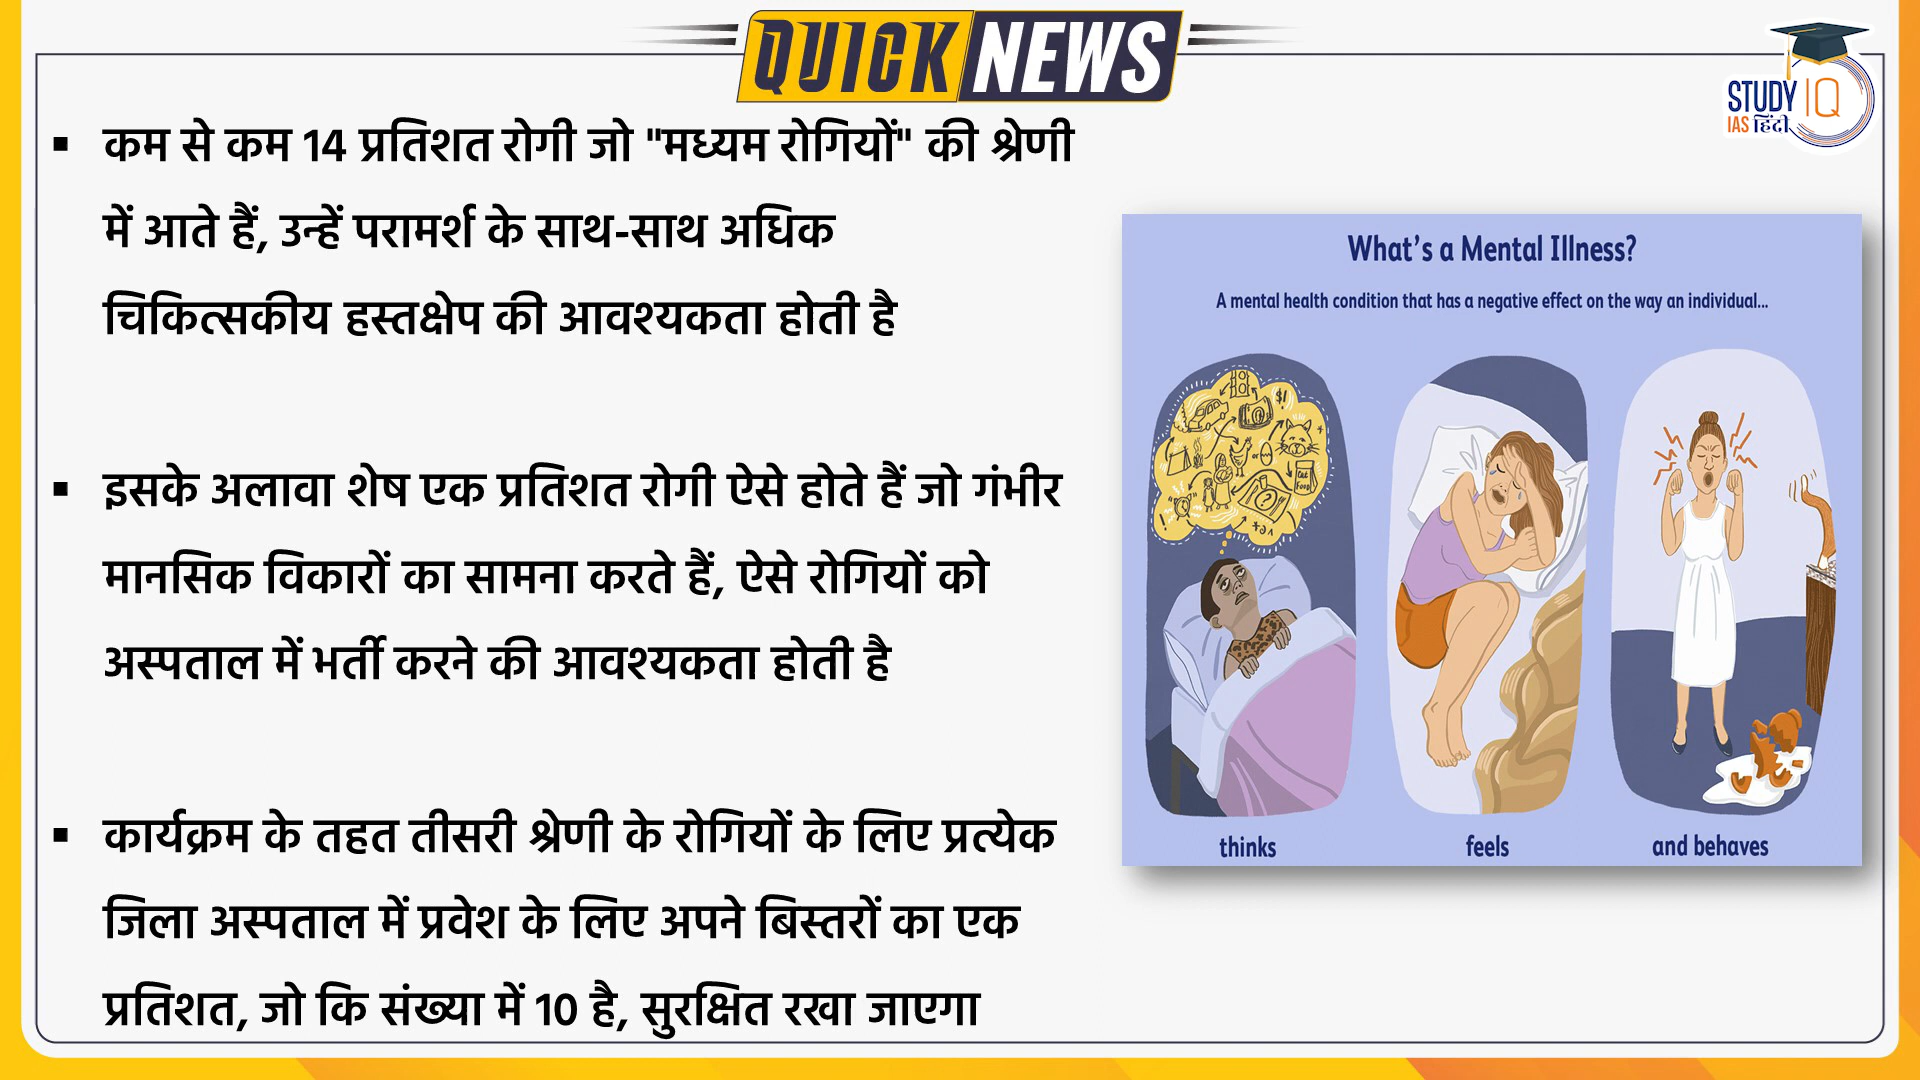 QUICK NEWS
STUDY IQ
IAS हिंदी
▪ कम से कम 14 प्रतिशत रोगी जो "मध्यम रोगियों" की श्रेणी
में आते हैं, उन्हें परामर्श के साथ-साथ अधिक
चिकित्सकीय हस्तक्षेप की आवश्यकता होती है
▪ इसके अलावा शेष एक प्रतिशत रोगी ऐसे होते हैं जो गंभीर
मानसिक विकारों का सामना करते हैं, ऐसे रोगियों को
अस्पताल में भर्ती करने की आवश्यकता होती है
▪ कार्यक्रम के तहत तीसरी श्रेणी के रोगियों के लिए प्रत्येक
जिला अस्पताल में प्रवेश के लिए अपने बिस्तरों का एक
प्रतिशत, जो कि संख्या में 10 है, सुरक्षित रखा जाएगा
What's a Mental Illness?
A mental health condition that has a negative effect on the way an individual...
$!
or
Cat
Food
thinks
feels
and behaves